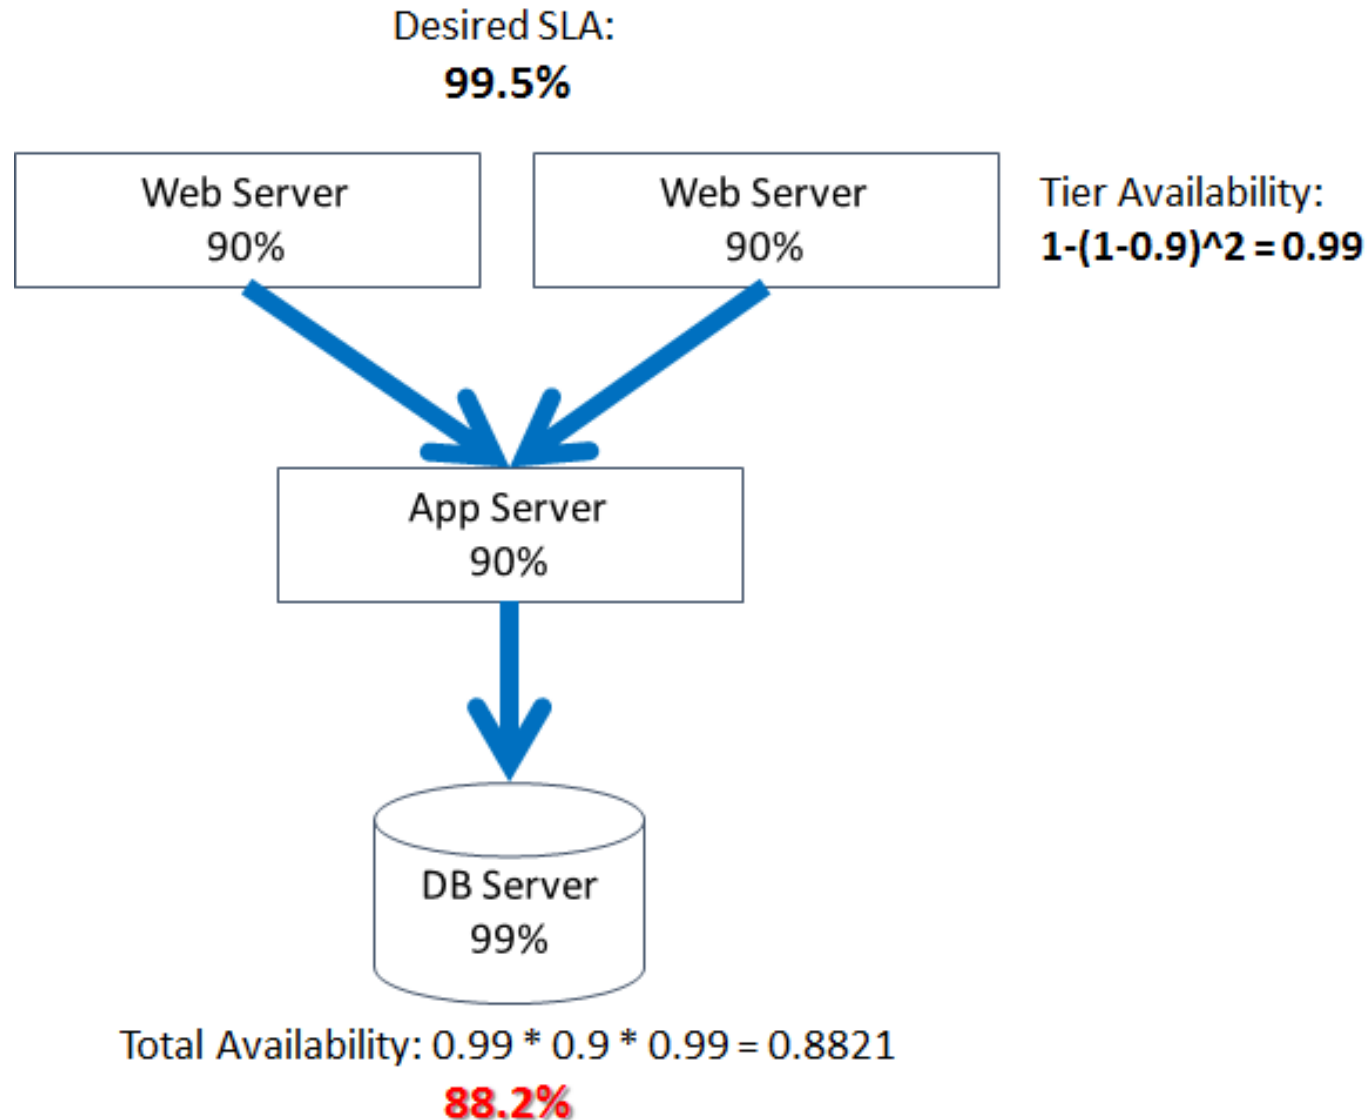 Desired SLA:
99.5%
Web Server
90%
Web Server
90%
Tier Availability:
1-(1-0.9)^2 = 0.99
App Server
90%
DB Server
99%
Total Availability: 0.99 * 0.9 * 0.99 = 0.8821
88.2%